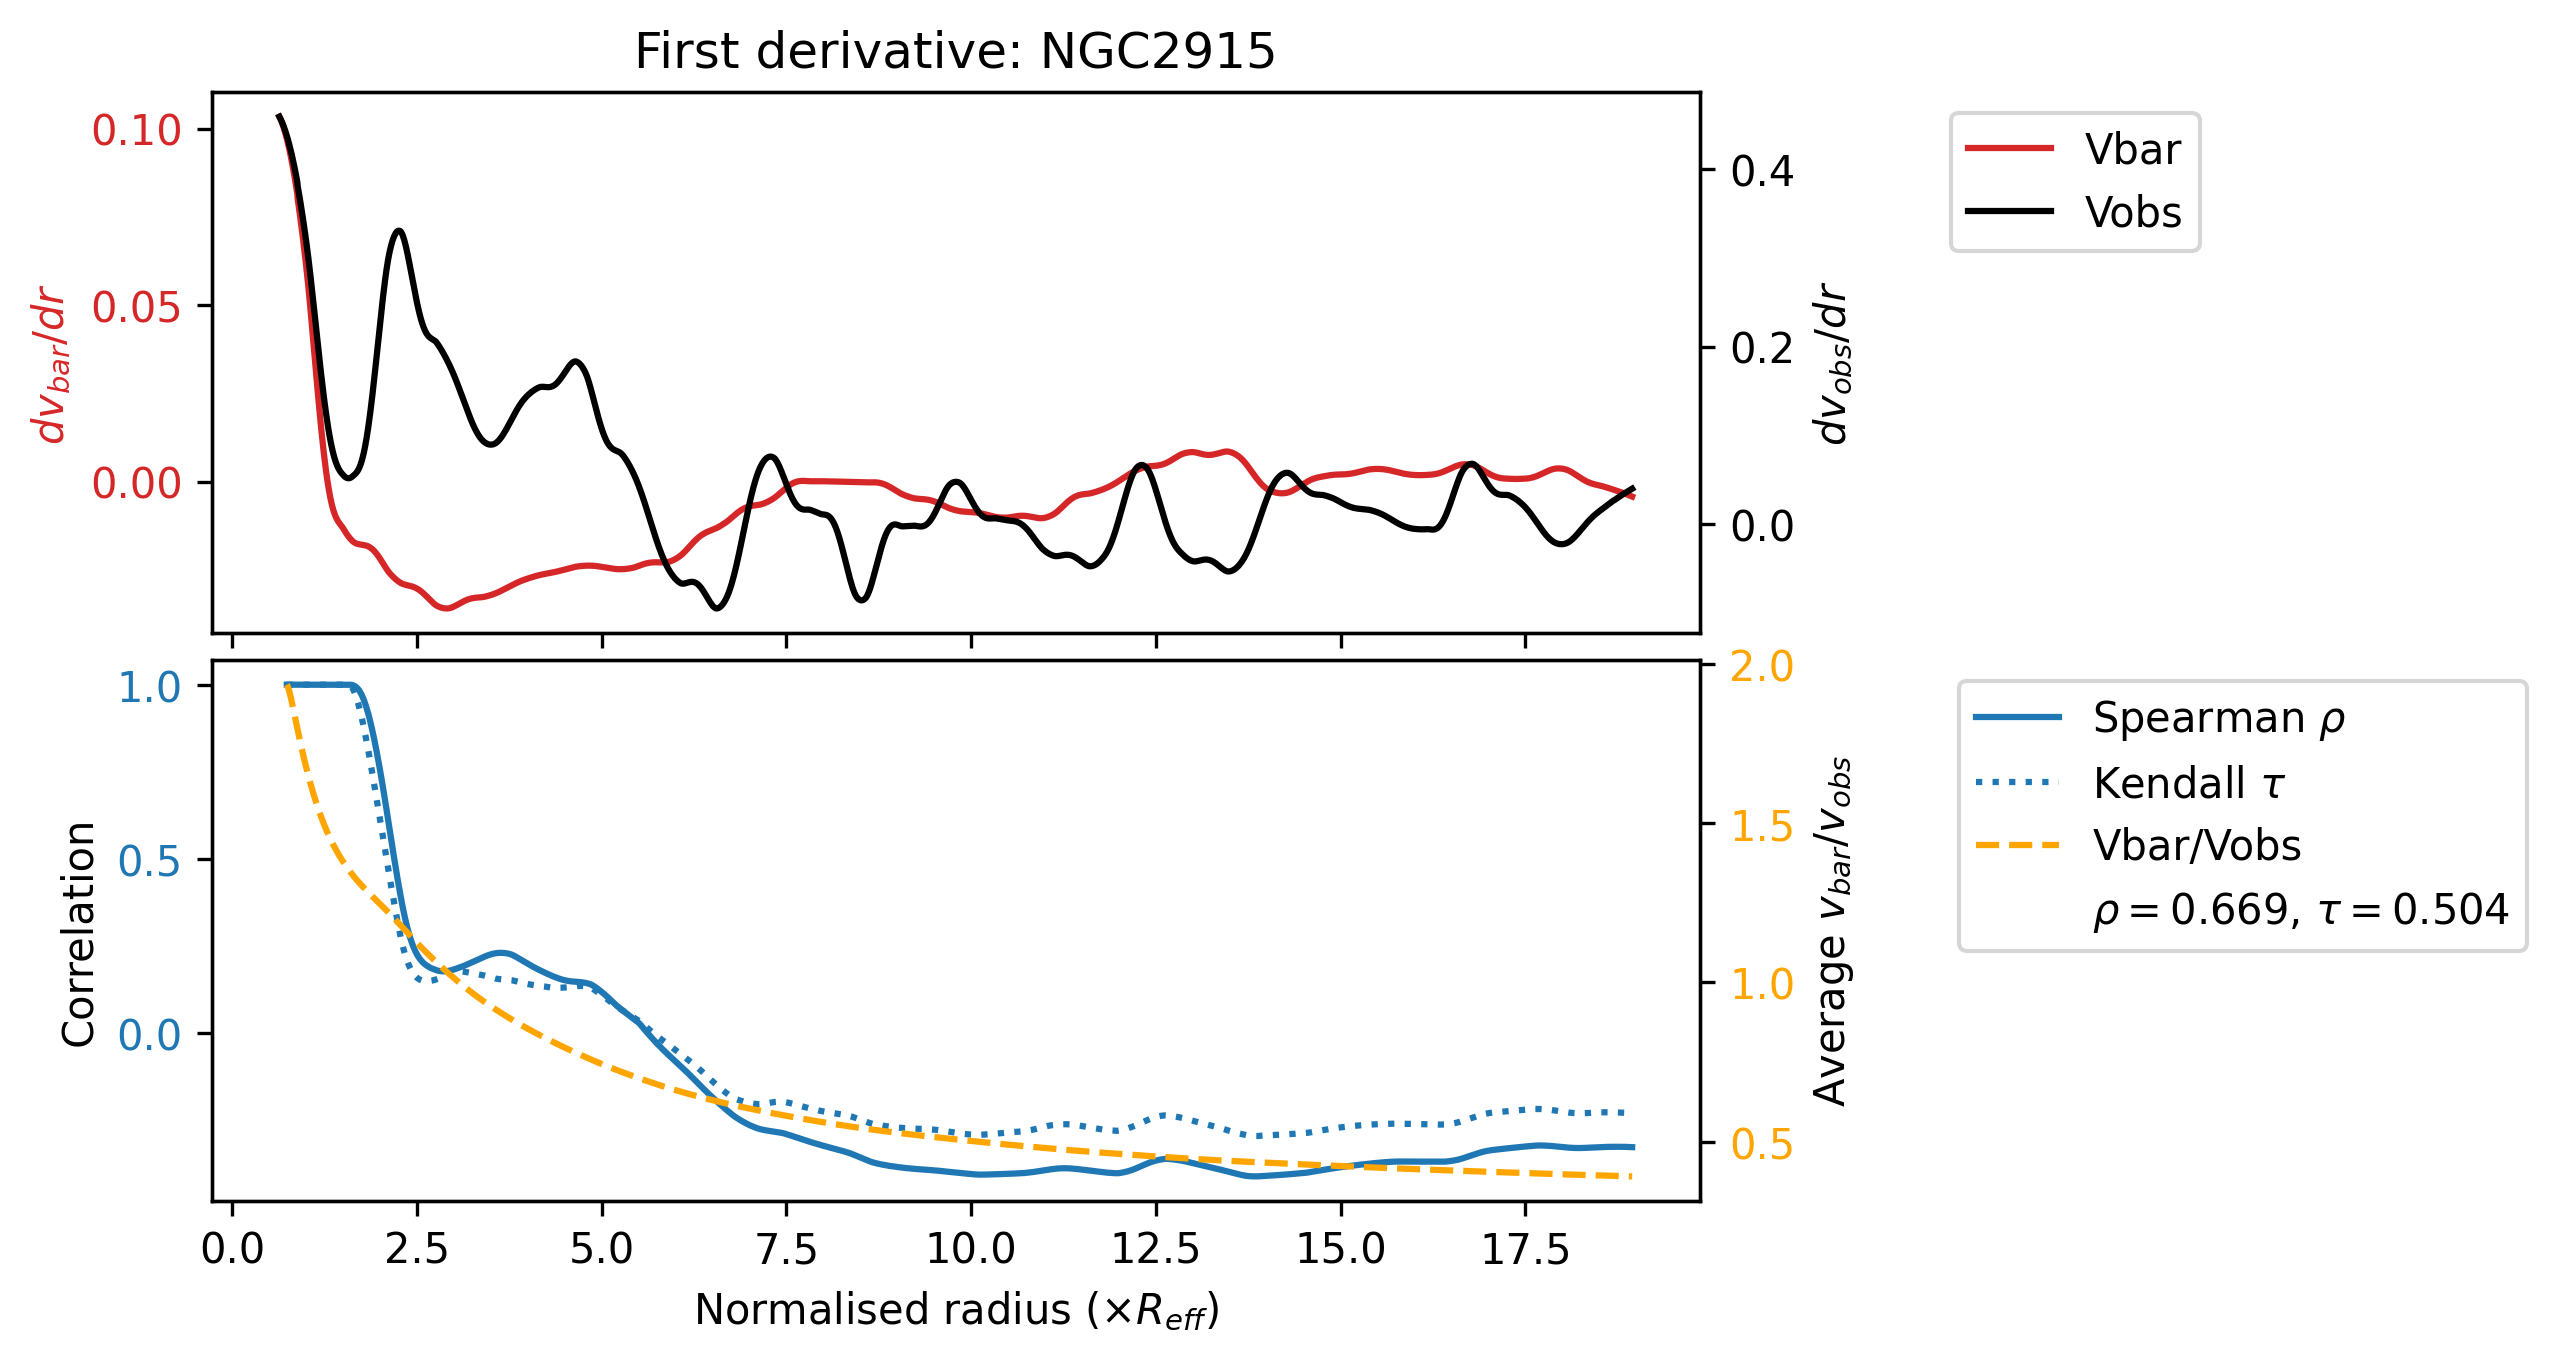 First derivative: NGC2915
0.10
0.05
0.00
dv_bar/dr
0.4
0.2
0.0
dv_obs/dr
Vbar
Vobs
1.0
0.5
0.0
Correlation
2.0
1.5
1.0
0.5
Average v_bar/v_obs
Spearman ρ
Kendall τ
Vbar/Vobs
ρ = 0.669, τ = 0.504
0.0 2.5 5.0 7.5 10.0 12.5 15.0 17.5
Normalised radius (×R_eff)